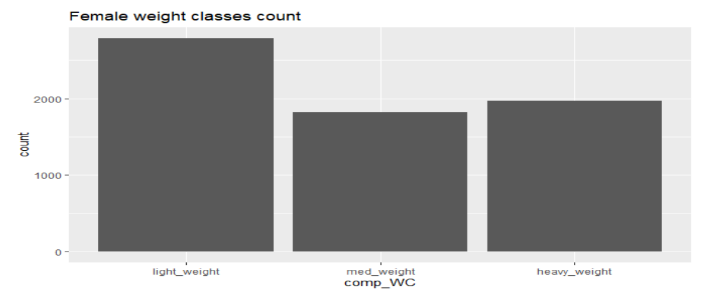 Female weight classes count
count
2000
1000
0
light_weight med_weight heavy_weight
comp_WC